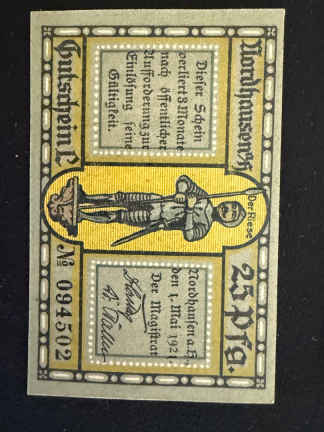 Nordhausener 25 Pfg.
Dieser Schein
verliert 3 Monate
nach öffentlicher
Aufforderung zur
Einlösung seine
Gültigkeit.
Der Riese
Nordhausen a.H.,
den 1. Mai 1921
Der Magistrat
Gutschein C № 094502